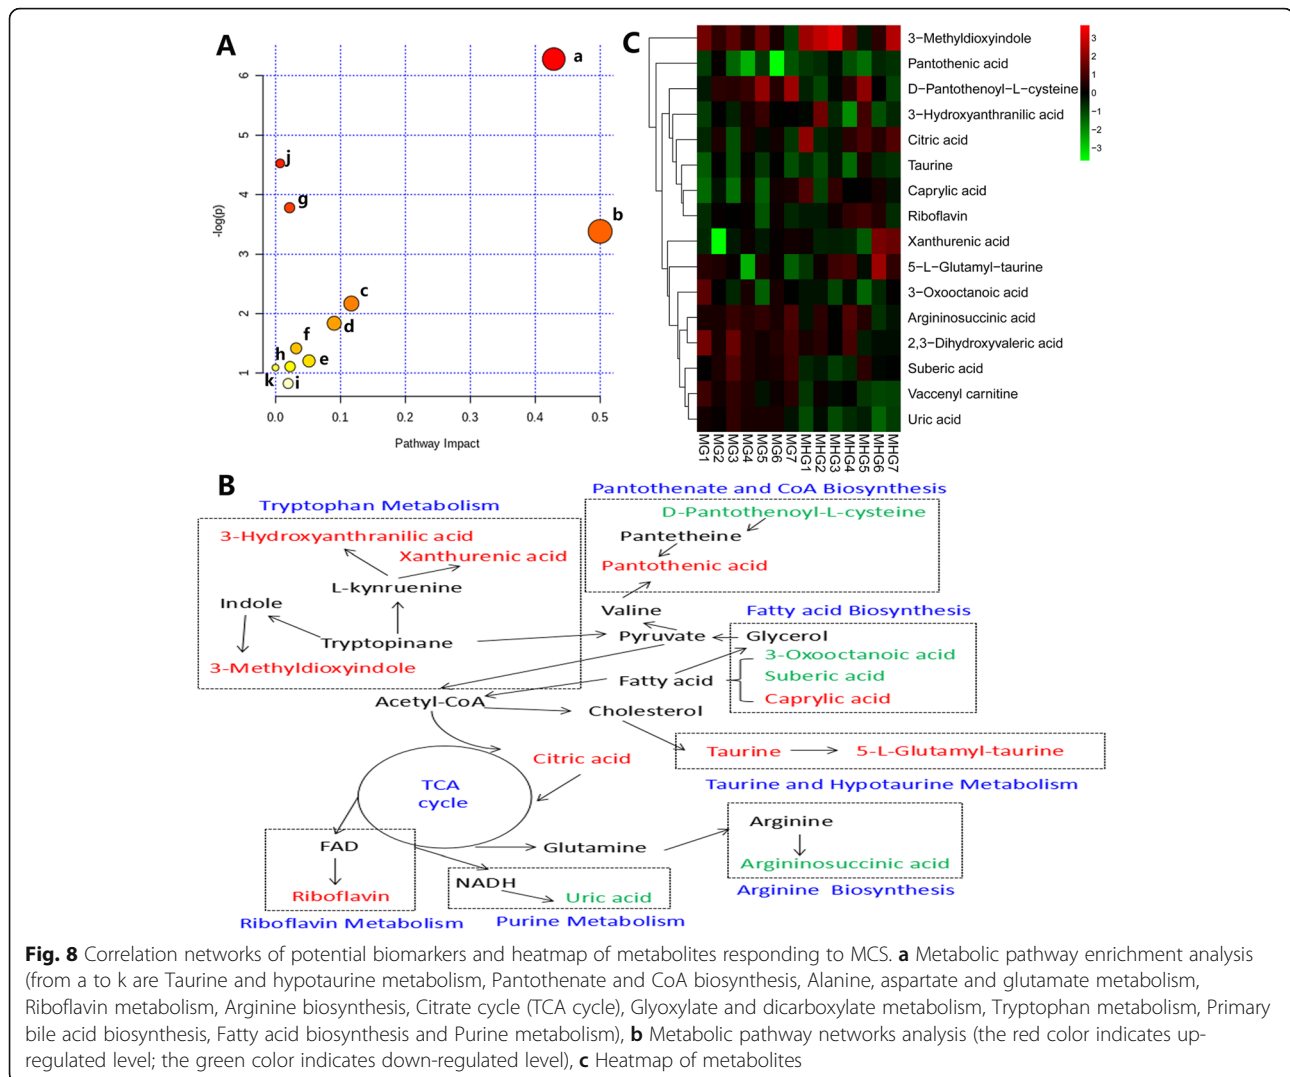 A
a
j
g
b
c
d
f
h
e
k
i
-log(p)
6
5
4
3
2
1
0.0 0.1 0.2 0.3 0.4 0.5
Pathway Impact
C
3−Methyldioxyindole
Pantothenic acid
D−Pantothenoyl−L−cysteine
3−Hydroxyanthranilic acid
Citric acid
Taurine
Caprylic acid
Riboflavin
Xanthurenic acid
5−L−Glutamyl−taurine
3−Oxooctanoic acid
Argininosuccinic acid
2,3−Dihydroxyvaleric acid
Suberic acid
Vaccenyl carnitine
Uric acid
3
2
1
0
−1
−2
−3
MG1 MG2 MG3 MG4 MG5 MG6 MG7 MHG1 MHG2 MHG3 MHG4 MHG5 MHG6 MHG7
B
Tryptophan Metabolism
3-Hydroxyanthranilic acid
Xanthurenic acid
L-kynruenine
Indole
Tryptopinane
3-Methyldioxyindole
Pantothenate and CoA Biosynthesis
D-Pantothenoyl-L-cysteine
Pantetheine
Pantothenic acid
Valine
Pyruvate
Fatty acid Biosynthesis
Glycerol
3-Oxooctanoic acid
Suberic acid
Caprylic acid
Fatty acid
Acetyl-CoA
Cholesterol
Taurine
5-L-Glutamyl-taurine
Taurine and Hypotaurine Metabolism
Citric acid
TCA
cycle
Glutamine
Arginine
Argininosuccinic acid
Arginine Biosynthesis
FAD
Riboflavin
Riboflavin Metabolism
NADH
Uric acid
Purine Metabolism
Fig. 8 Correlation networks of potential biomarkers and heatmap of metabolites responding to MCS. a Metabolic pathway enrichment analysis
(from a to k are Taurine and hypotaurine metabolism, Pantothenate and CoA biosynthesis, Alanine, aspartate and glutamate metabolism,
Riboflavin metabolism, Arginine biosynthesis, Citrate cycle (TCA cycle), Glyoxylate and dicarboxylate metabolism, Tryptophan metabolism, Primary
bile acid biosynthesis, Fatty acid biosynthesis and Purine metabolism), b Metabolic pathway networks analysis (the red color indicates up-
regulated level; the green color indicates down-regulated level), c Heatmap of metabolites